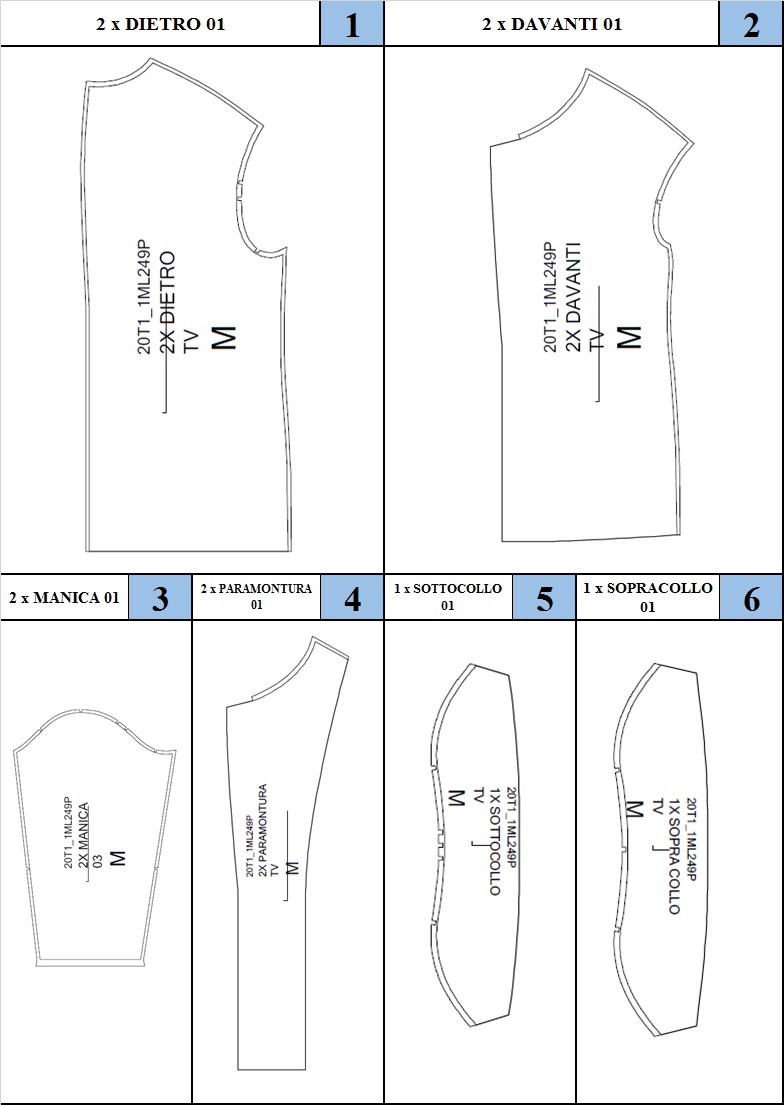 2 x DIETRO 01
1
2 x DAVANTI 01
2
20T1_1ML249P
2X DIETRO
TV
M
20T1_1ML249P
2X DAVANTI
TV
M
2 x MANICA 01
3
2 x PARAMONTURA
01
4
1 x SOTTOCOLLO
01
5
1 x SOPRACOLLO
01
6
20T1_1ML249P
2X MANICA
03
M
20T1_1ML249P
2X PARAMONTURA
TV
M
20T1_1ML249P
1X SOTTOCOLLO
TV
M
20T1_1ML249P
1X SOPRA COLLO
TV
M